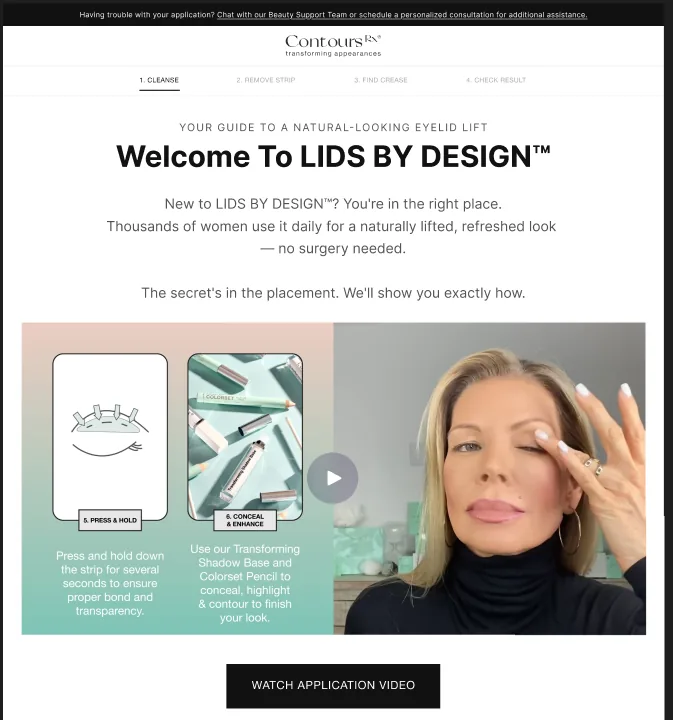 Having trouble with your application? Chat with our Beauty Support Team or schedule a personalized consultation for additional assistance.
Contours Rx®
transforming appearances
1. CLEANSE
2. REMOVE STRIP
3. FIND CREASE
4. CHECK RESULT
YOUR GUIDE TO A NATURAL-LOOKING EYELID LIFT
Welcome To LIDS BY DESIGN™
New to LIDS BY DESIGN™? You're in the right place.
Thousands of women use it daily for a naturally lifted, refreshed look
— no surgery needed.
The secret's in the placement. We'll show you exactly how.
COLORSET
Transforming Shadow Base
5. PRESS & HOLD
6. CONCEAL
& ENHANCE
Press and hold down
the strip for several
seconds to ensure
proper bond and
transparency.
Use our Transforming
Shadow Base and
Colorset Pencil to
conceal, highlight
& contour to finish
your look.
WATCH APPLICATION VIDEO